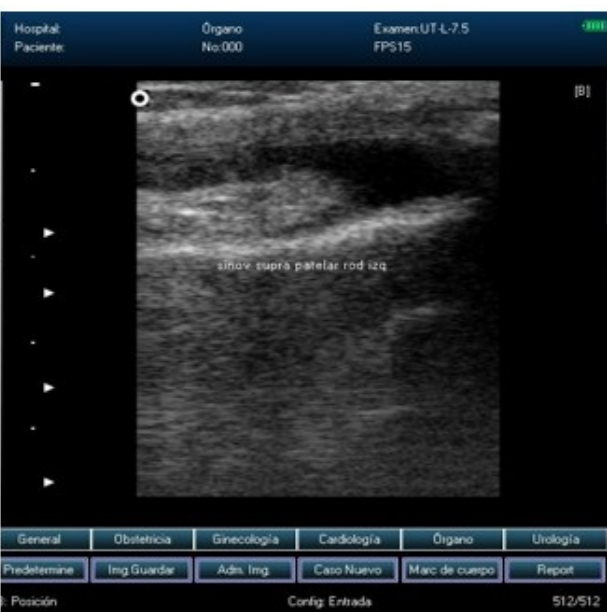 Hospital: Órgano Examen:UT-L-7.5
Paciente: No:000 FPS15
[B]
sinov supra patelar rod izq
General Obstetricia Ginecología Cardiología Órgano Urología
Predetermine Img.Guardar Adm. Img. Caso Nuevo Marc de cuerpo Report
: Posición Config: Entrada 512/512